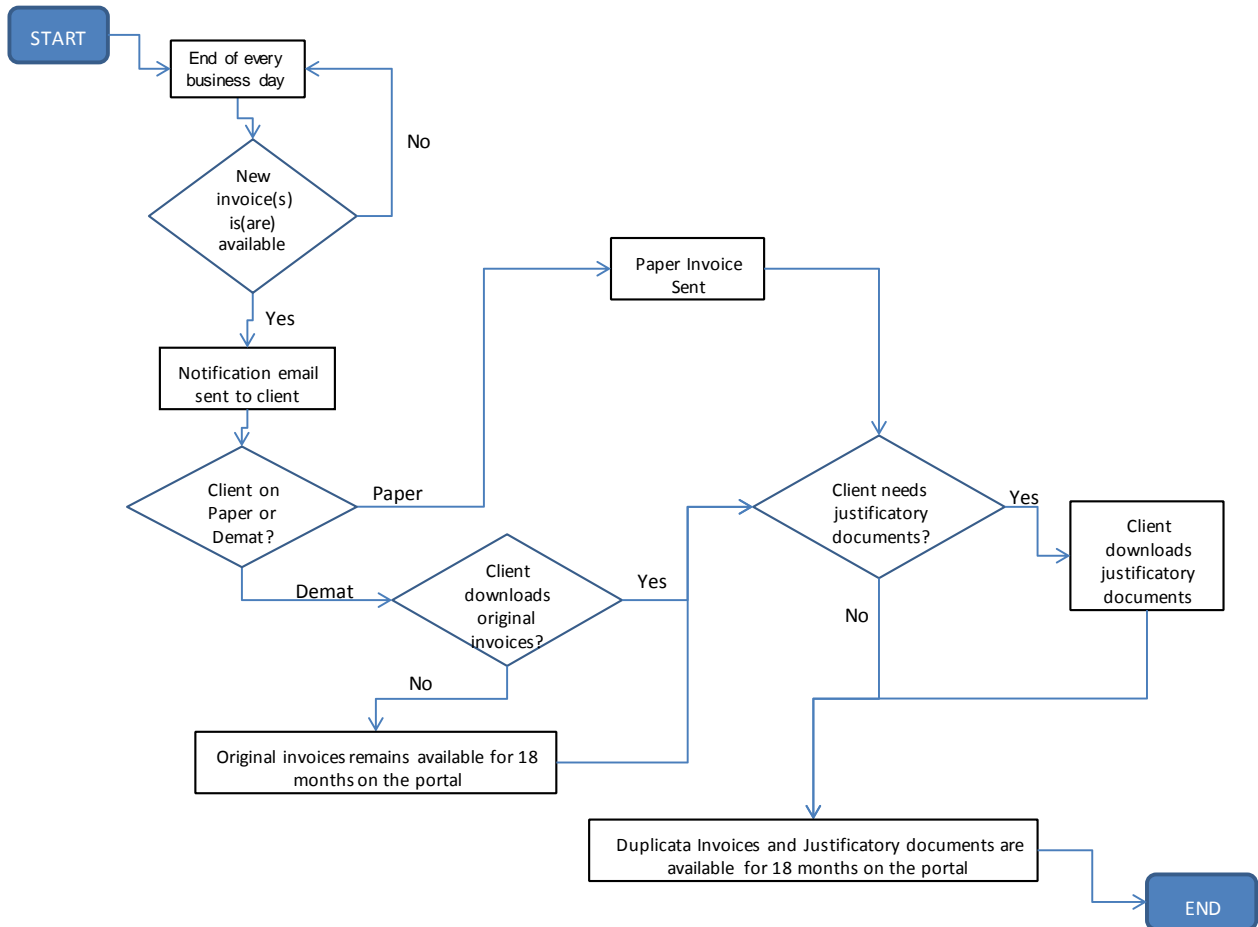 START
End of every
business day
No
New
invoice(s)
is(are)
available
Yes
Paper Invoice
Sent
Notification email
sent to client
Client on
Paper or
Demat?
Paper
Client needs
justificatory
documents?
Yes
Client
downloads
justificatory
documents
Demat
Client
downloads
original
invoices?
Yes
No
No
Original invoices remains available for 18
months on the portal
Duplicata Invoices and Justificatory documents are
available for 18 months on the portal
END